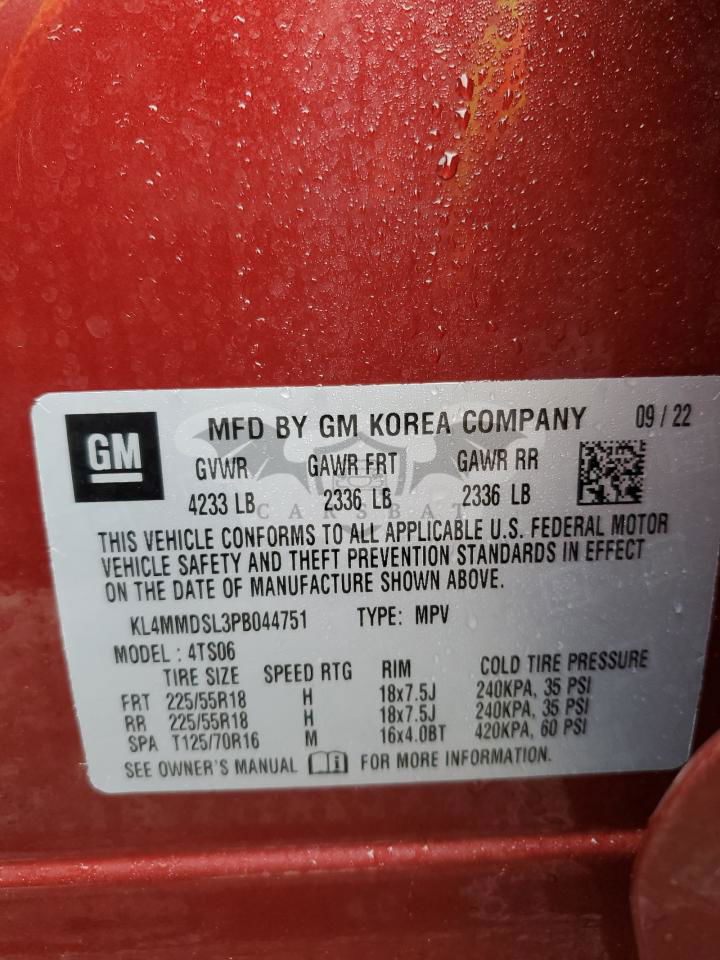 GM
MFD BY GM KOREA COMPANY 09 / 22
GVWR GAWR FRT GAWR RR
4233 LB 2336 LB 2336 LB
CARSBAT
THIS VEHICLE CONFORMS TO ALL APPLICABLE U.S. FEDERAL MOTOR
VEHICLE SAFETY AND THEFT PREVENTION STANDARDS IN EFFECT
ON THE DATE OF MANUFACTURE SHOWN ABOVE.
KL4MMDSL3PB044751 TYPE: MPV
MODEL : 4TS06
TIRE SIZE SPEED RTG RIM COLD TIRE PRESSURE
FRT 225/55R18 H 18x7.5J 240KPA, 35 PSI
RR 225/55R18 H 18x7.5J 240KPA, 35 PSI
SPA T125/70R16 M 16x4.0BT 420KPA, 60 PSI
SEE OWNER'S MANUAL i FOR MORE INFORMATION.